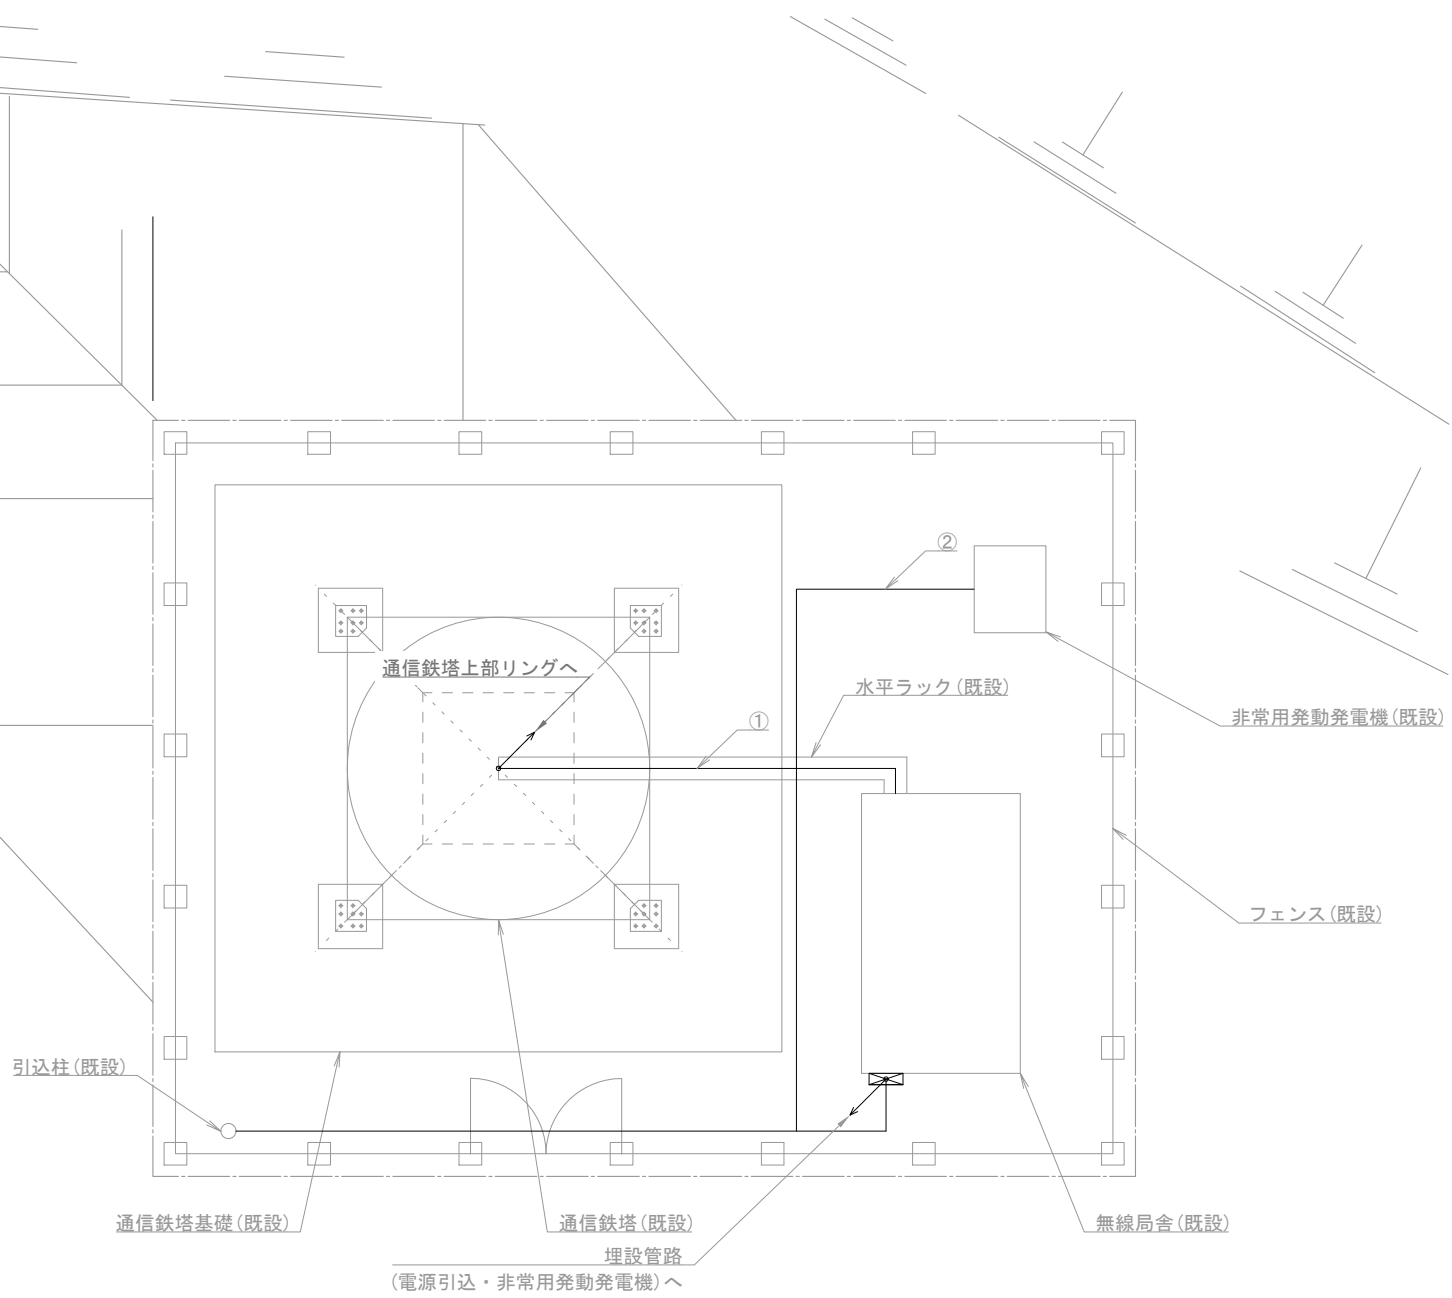 ②
通信鉄塔上部リングへ
水平ラック(既設)
①
非常用発動発電機(既設)
フェンス(既設)
引込柱(既設)
通信鉄塔基礎(既設)
通信鉄塔(既設)
無線局舎(既設)
埋設管路
(電源引込・非常用発動発電機)へ